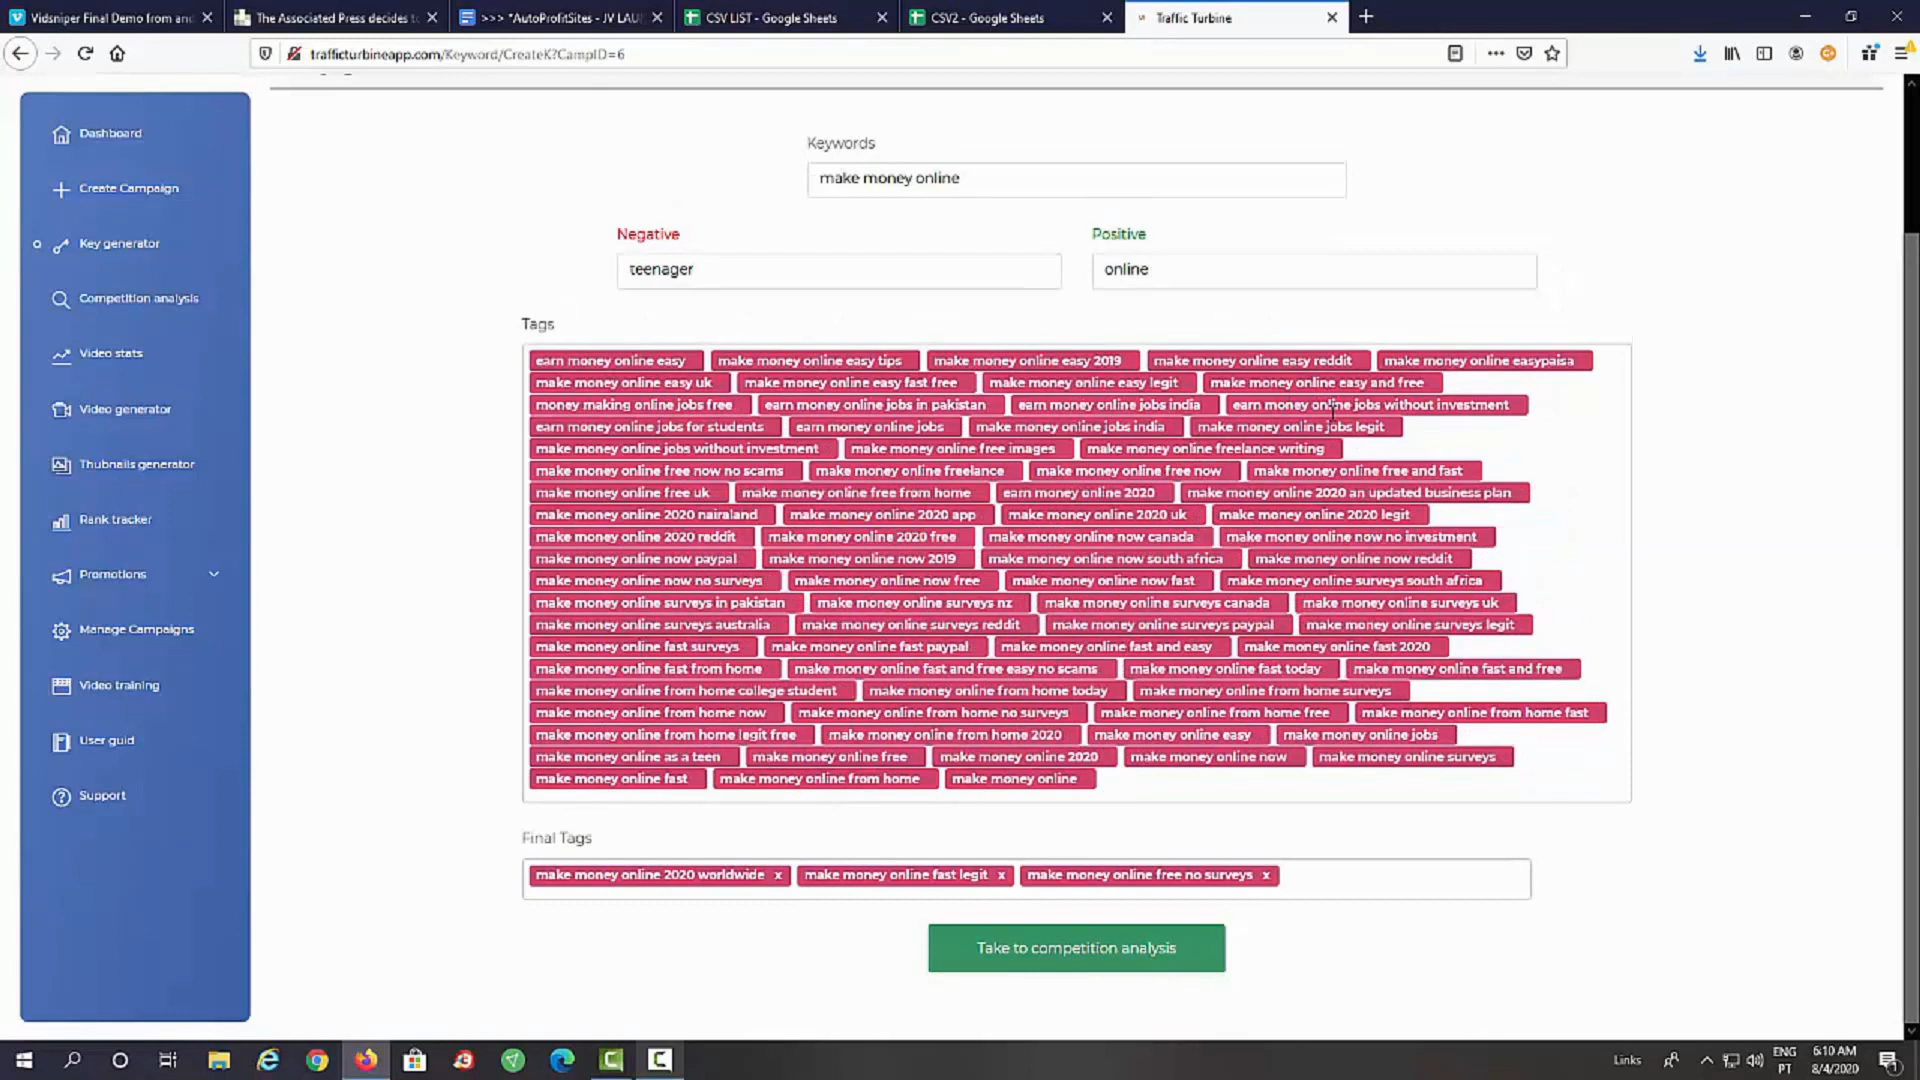 Vidsniper Final Demo from and
The Associated Press decides to
>>> *AutoProfitSites - JV LAU
CSV LIST - Google Sheets
CSV2 - Google Sheets
Traffic Turbine
trafficturbineapp.com/Keyword/CreateK?CampID=6
Dashboard
Create Campaign
Key generator
Competition analysis
Video stats
Video generator
Thubnails generator
Rank tracker
Promotions
Manage Campaigns
Video training
User guid
Support
Keywords
make money online
Negative Positive
teenager online
Tags
earn money online easy make money online easy tips make money online easy 2019 make money online easy reddit make money online easypaisa
make money online easy uk make money online easy fast free make money online easy legit make money online easy and free
money making online jobs free earn money online jobs in pakistan earn money online jobs india earn money online jobs without investment
earn money online jobs for students earn money online jobs make money online jobs india make money online jobs legit
make money online jobs without investment make money online free images make money online freelance writing
make money online free now no scams make money online freelance make money online free now make money online free and fast
make money online free uk make money online free from home earn money online 2020 make money online 2020 an updated business plan
make money online 2020 nairaland make money online 2020 app make money online 2020 uk make money online 2020 legit
make money online 2020 reddit make money online 2020 free make money online now canada make money online now no investment
make money online now paypal make money online now 2019 make money online now south africa make money online now reddit
make money online now no surveys make money online now free make money online now fast make money online surveys south africa
make money online surveys in pakistan make money online surveys nz make money online surveys canada make money online surveys uk
make money online surveys australia make money online surveys reddit make money online surveys paypal make money online surveys legit
make money online fast surveys make money online fast paypal make money online fast and easy make money online fast 2020
make money online fast from home make money online fast and free easy no scams make money online fast today make money online fast and free
make money online from home college student make money online from home today make money online from home surveys
make money online from home now make money online from home no surveys make money online from home free make money online from home fast
make money online from home legit free make money online from home 2020 make money online easy make money online jobs
make money online as a teen make money online free make money online 2020 make money online now make money online surveys
make money online fast make money online from home make money online
Final Tags
make money online 2020 worldwide x make money online fast legit x make money online free no surveys x
Take to competition analysis
Links
ENG
PT
6:10 AM
8/4/2020